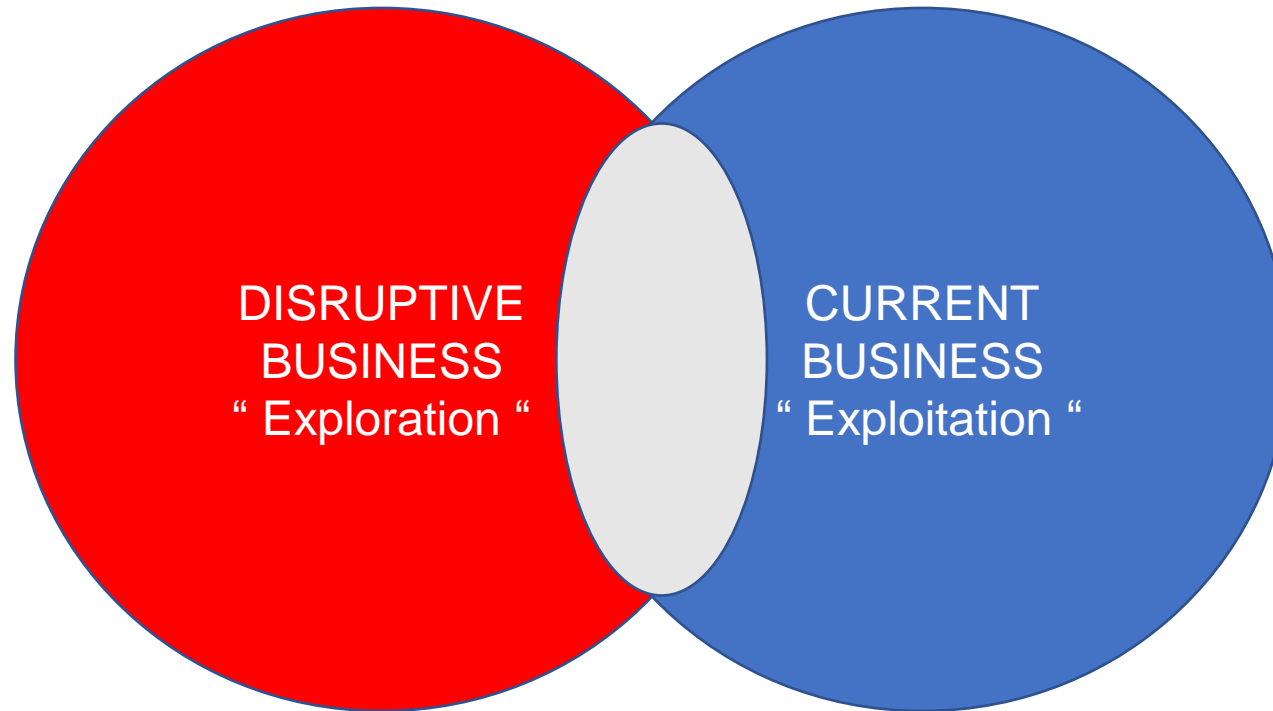 DISRUPTIVE
BUSINESS
“ Exploration “
CURRENT
BUSINESS
“ Exploitation “